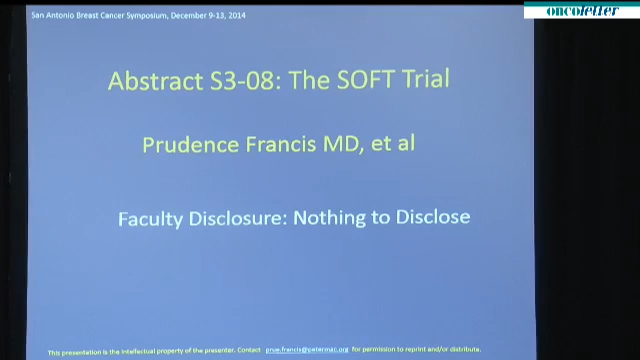 San Antonio Breast Cancer Symposium, December 9-13, 2014
oncoletter
Abstract S3-08: The SOFT Trial
Prudence Francis MD, et al
Faculty Disclosure: Nothing to Disclose
This presentation is the intellectual property of the presenter. Contact prue.francis@petermac.org for permission to reprint and/or distribute.